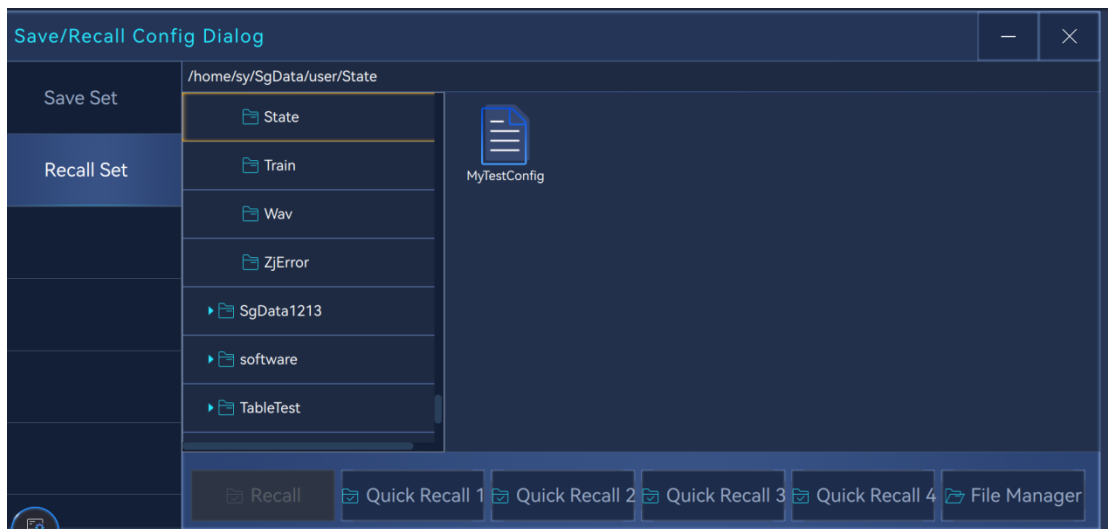 Save/Recall Config Dialog
Save Set
Recall Set
/home/sy/SgData/user/State
State
Train
Wav
ZjError
SgData1213
software
TableTest
MyTestConfig
Recall
Quick Recall 1
Quick Recall 2
Quick Recall 3
Quick Recall 4
File Manager